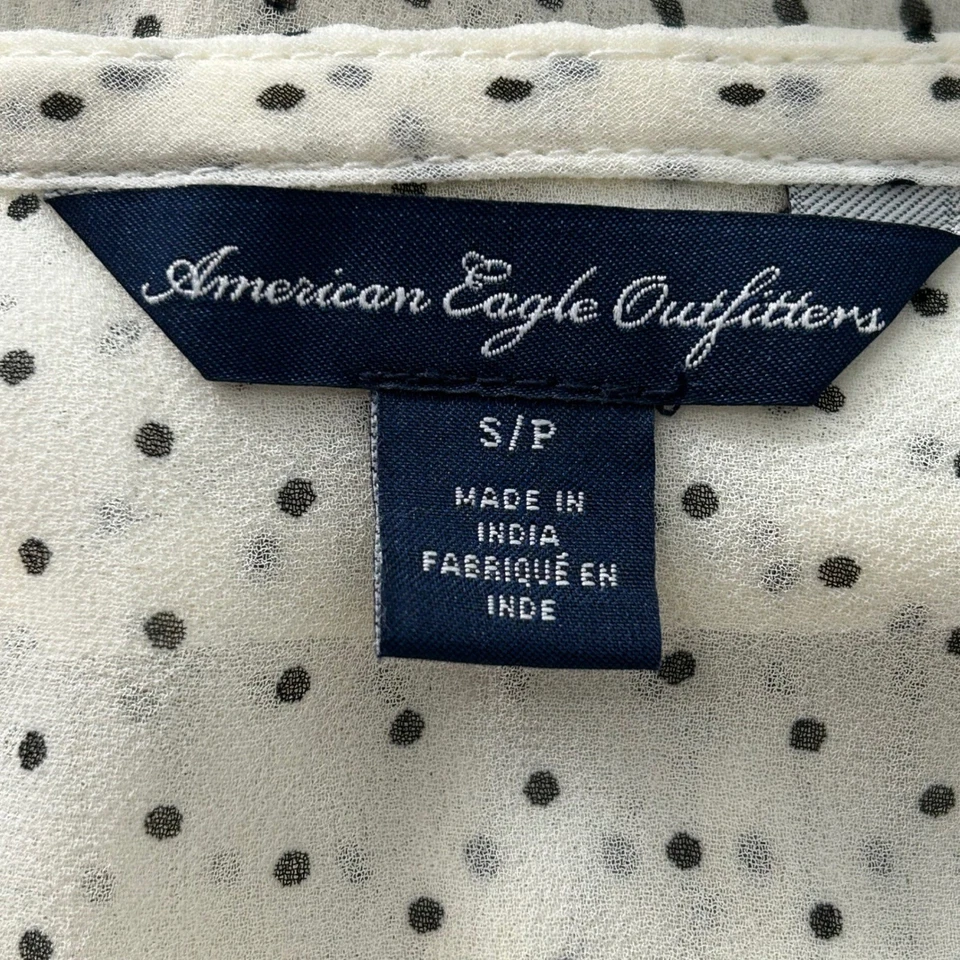 American Eagle Outfitters
S/P
MADE IN
INDIA
FABRIQUÉ EN
INDE